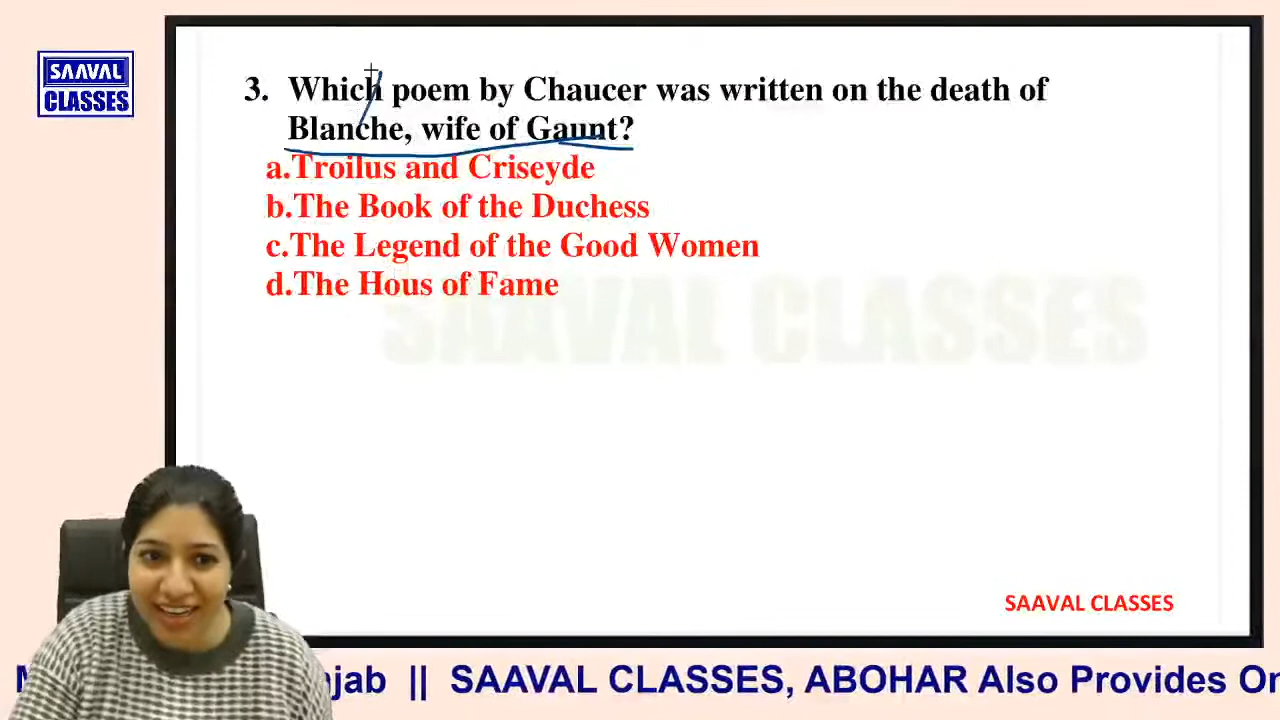 SAAVAL
CLASSES
3. Which poem by Chaucer was written on the death of
Blanche, wife of Gaunt?
a.Troilus and Criseyde
b.The Book of the Duchess
c.The Legend of the Good Women
d.The Hous of Fame
SAAVAL CLASSES
SAAVAL CLASSES
jab || SAAVAL CLASSES, ABOHAR Also Provides On